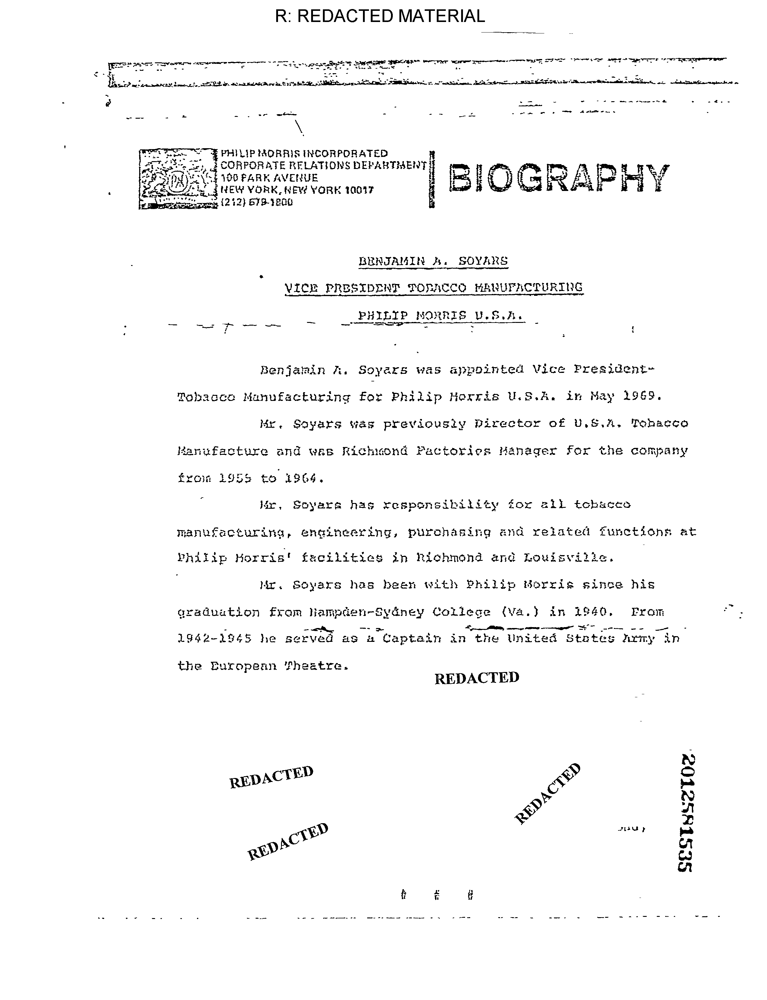 R: REDACTED MATERIAL
PHILIP MORRIS INCORPORATED
CORPORATE RELATIONS DEPARTMENT
100 PARK AVENUE
NEW YORK, NEW YORK 10017
(212) 679-1800
BIOGRAPHY
BENJAMIN A. SOYARS
VICE PRESIDENT TOBACCO MANUFACTURING
PHILIP MORRIS U.S.A.
Benjamin A. Soyars was appointed Vice President-
Tobacco Manufacturing for Philip Morris U.S.A. in May 1969.
Mr. Soyars was previously Director of U.S.A. Tobacco
Manufacture and was Richmond Factories Manager for the company
from 1955 to 1964.
Mr. Soyars has responsibility for all tobacco
manufacturing, engineering, purchasing and related functions at
Philip Morris' facilities in Richmond and Louisville.
Mr. Soyars has been with Philip Morris since his
graduation from Hampden-Sydney College (Va.) in 1940. From
1942-1945 he served as a Captain in the United States Army in
the European Theatre.
REDACTED
REDACTED
REDACTED
REDACTED
2012581535
# # #